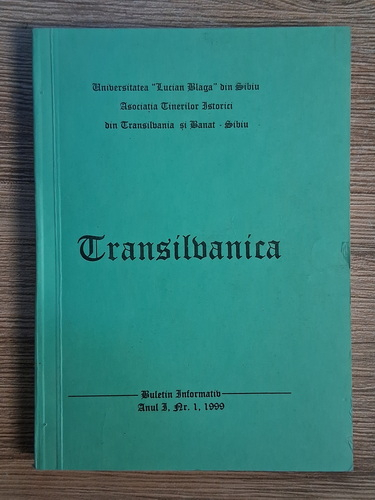 Universitatea "Lucian Blaga" din Sibiu
Asociația Tinerilor Istorici
din Transilvania și Banat - Sibiu
Transilvanica
Buletin Informativ
Anul I, Nr. 1, 1999